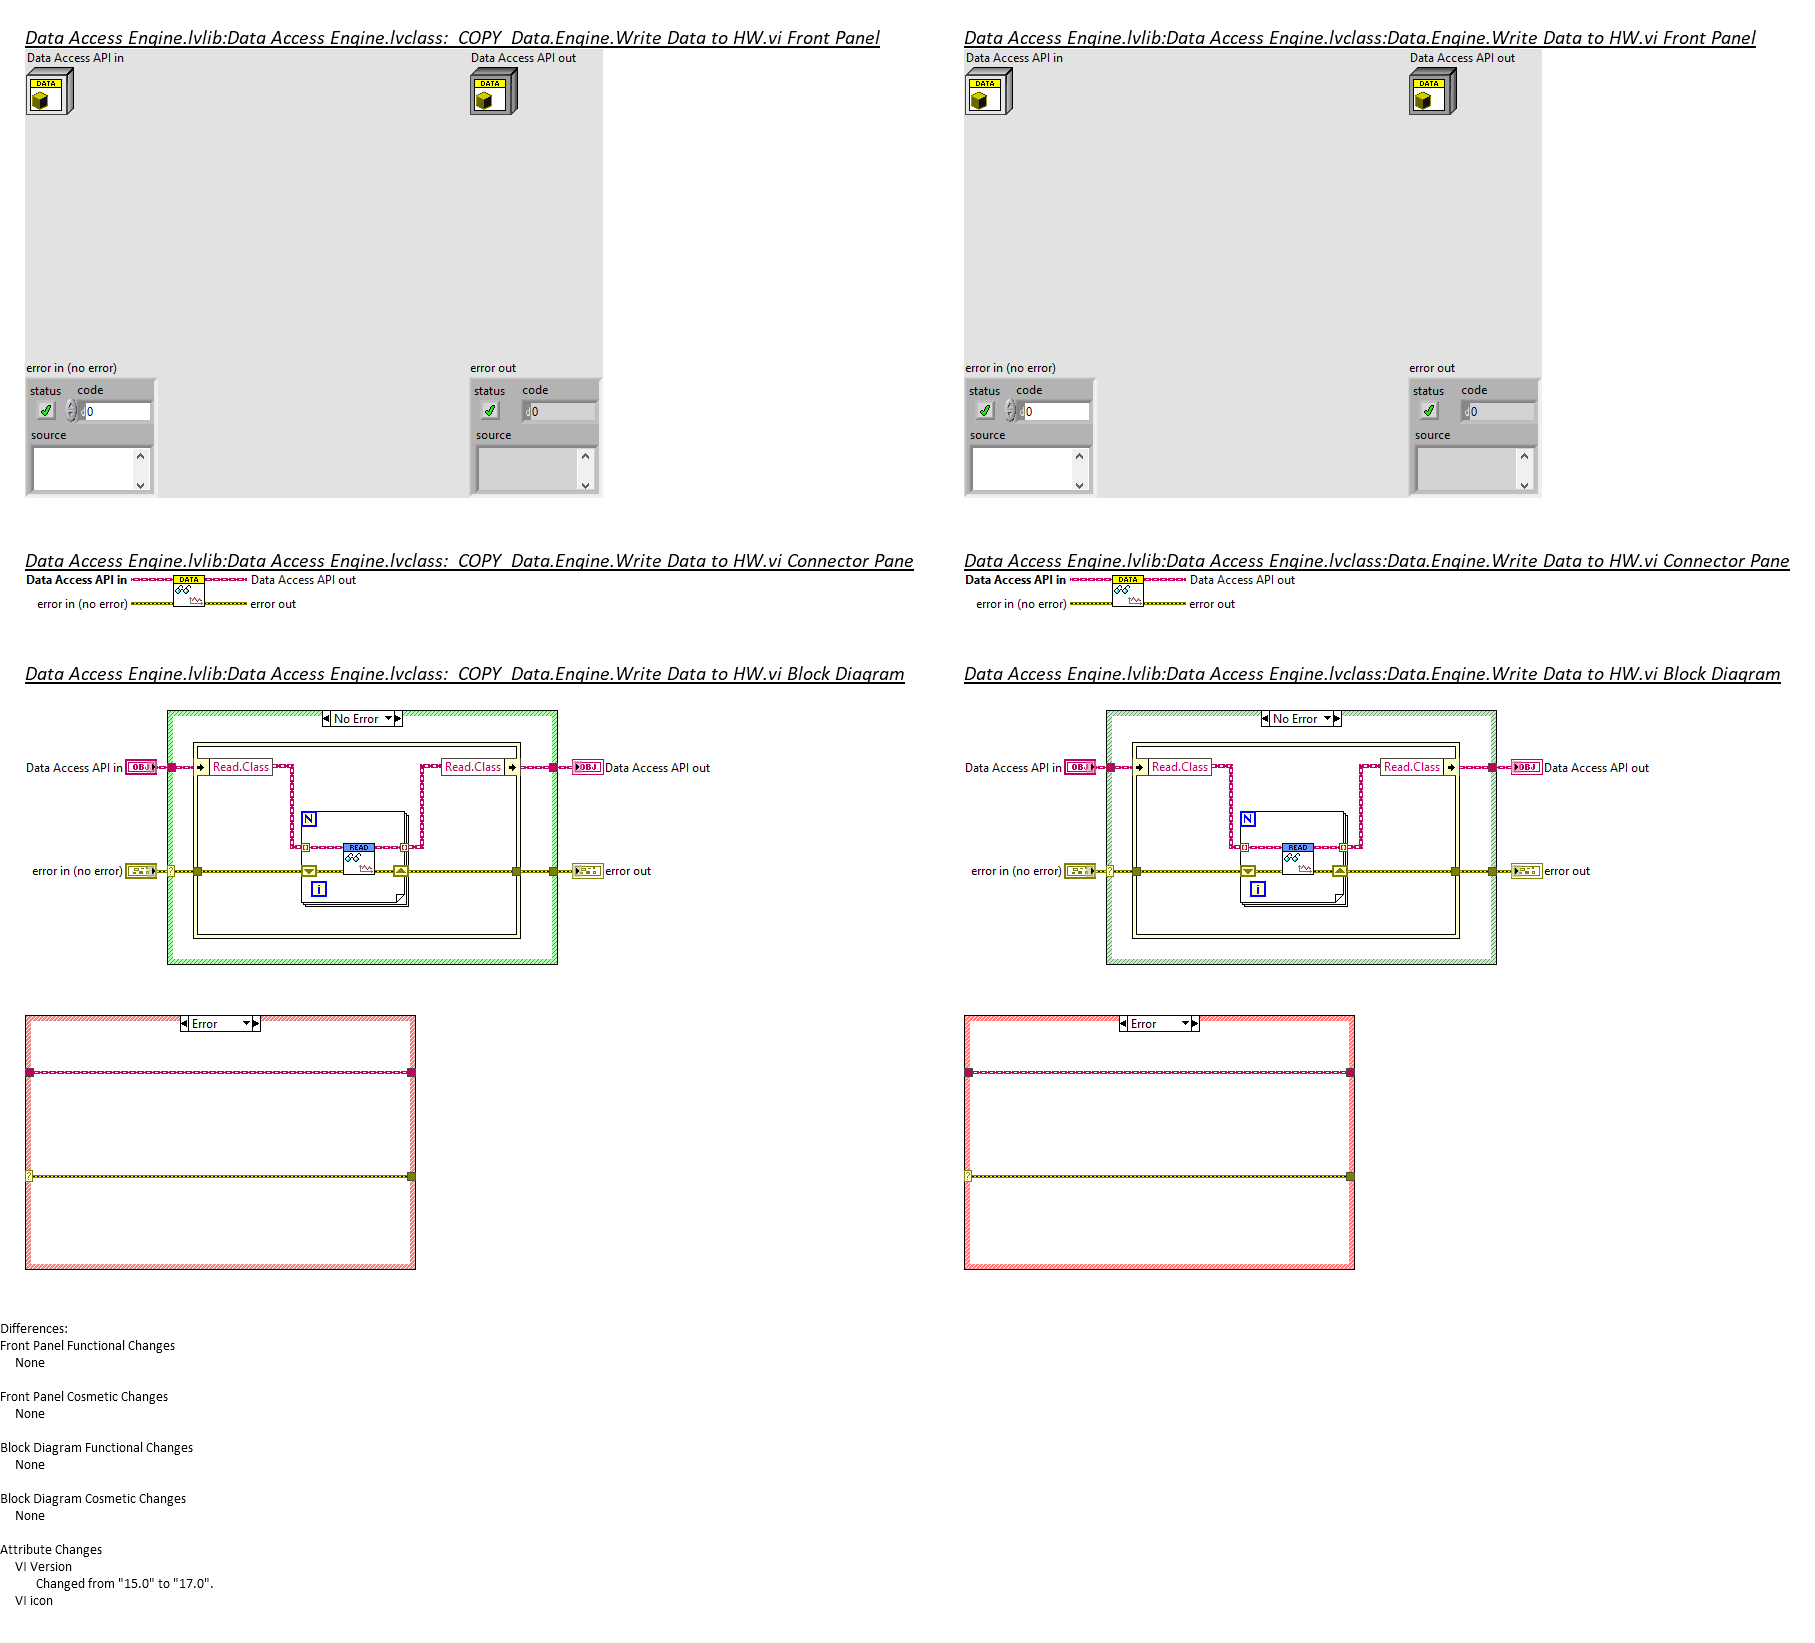 Data Access Engine.lvlib:Data Access Engine.lvclass:  COPY  Data.Engine.Write Data to HW.vi Front Panel
Data Access API in
Data Access API out
DATA
DATA
error in (no error)
error out
status code
0
source
status code
0
source
Data Access Engine.lvlib:Data Access Engine.lvclass:Data.Engine.Write Data to HW.vi Front Panel
Data Access API in
Data Access API out
DATA
DATA
error in (no error)
error out
status code
d0
source
status code
d0
source
Data Access Engine.lvlib:Data Access Engine.lvclass:  COPY  Data.Engine.Write Data to HW.vi Connector Pane
Data Access API in
DATA
Data Access API out
error in (no error)
error out
Data Access Engine.lvlib:Data Access Engine.lvclass:Data.Engine.Write Data to HW.vi Connector Pane
Data Access API in
DATA
Data Access API out
error in (no error)
error out
Data Access Engine.lvlib:Data Access Engine.lvclass:  COPY  Data.Engine.Write Data to HW.vi Block Diagram
No Error
Data Access API in
OBJ
Read.Class
Read.Class
OBJ
Data Access API out
N
READ
error in (no error)
?
error out
i
Error
?
Data Access Engine.lvlib:Data Access Engine.lvclass:Data.Engine.Write Data to HW.vi Block Diagram
No Error
Data Access API in
OBJ
Read.Class
Read.Class
OBJ
Data Access API out
N
READ
error in (no error)
?
error out
i
Error
?
Differences:
Front Panel Functional Changes
None
Front Panel Cosmetic Changes
None
Block Diagram Functional Changes
None
Block Diagram Cosmetic Changes
None
Attribute Changes
VI Version
Changed from "15.0" to "17.0".
VI icon